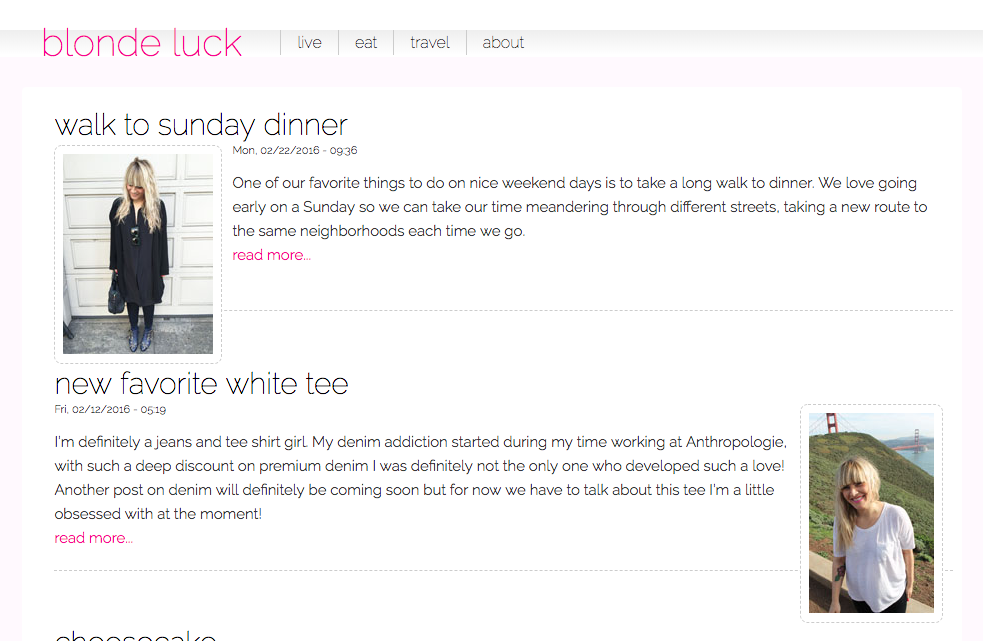 blonde luck
live
eat
travel
about
walk to sunday dinner
Mon, 02/22/2016 - 09:36
One of our favorite things to do on nice weekend days is to take a long walk to dinner. We love going
early on a Sunday so we can take our time meandering through different streets, taking a new route to
the same neighborhoods each time we go.
read more...
new favorite white tee
Fri, 02/12/2016 - 05:19
I'm definitely a jeans and tee shirt girl. My denim addiction started during my time working at Anthropologie,
with such a deep discount on premium denim I was definitely not the only one who developed such a love!
Another post on denim will definitely be coming soon but for now we have to talk about this tee I'm a little
obsessed with at the moment!
read more...
cheesecake